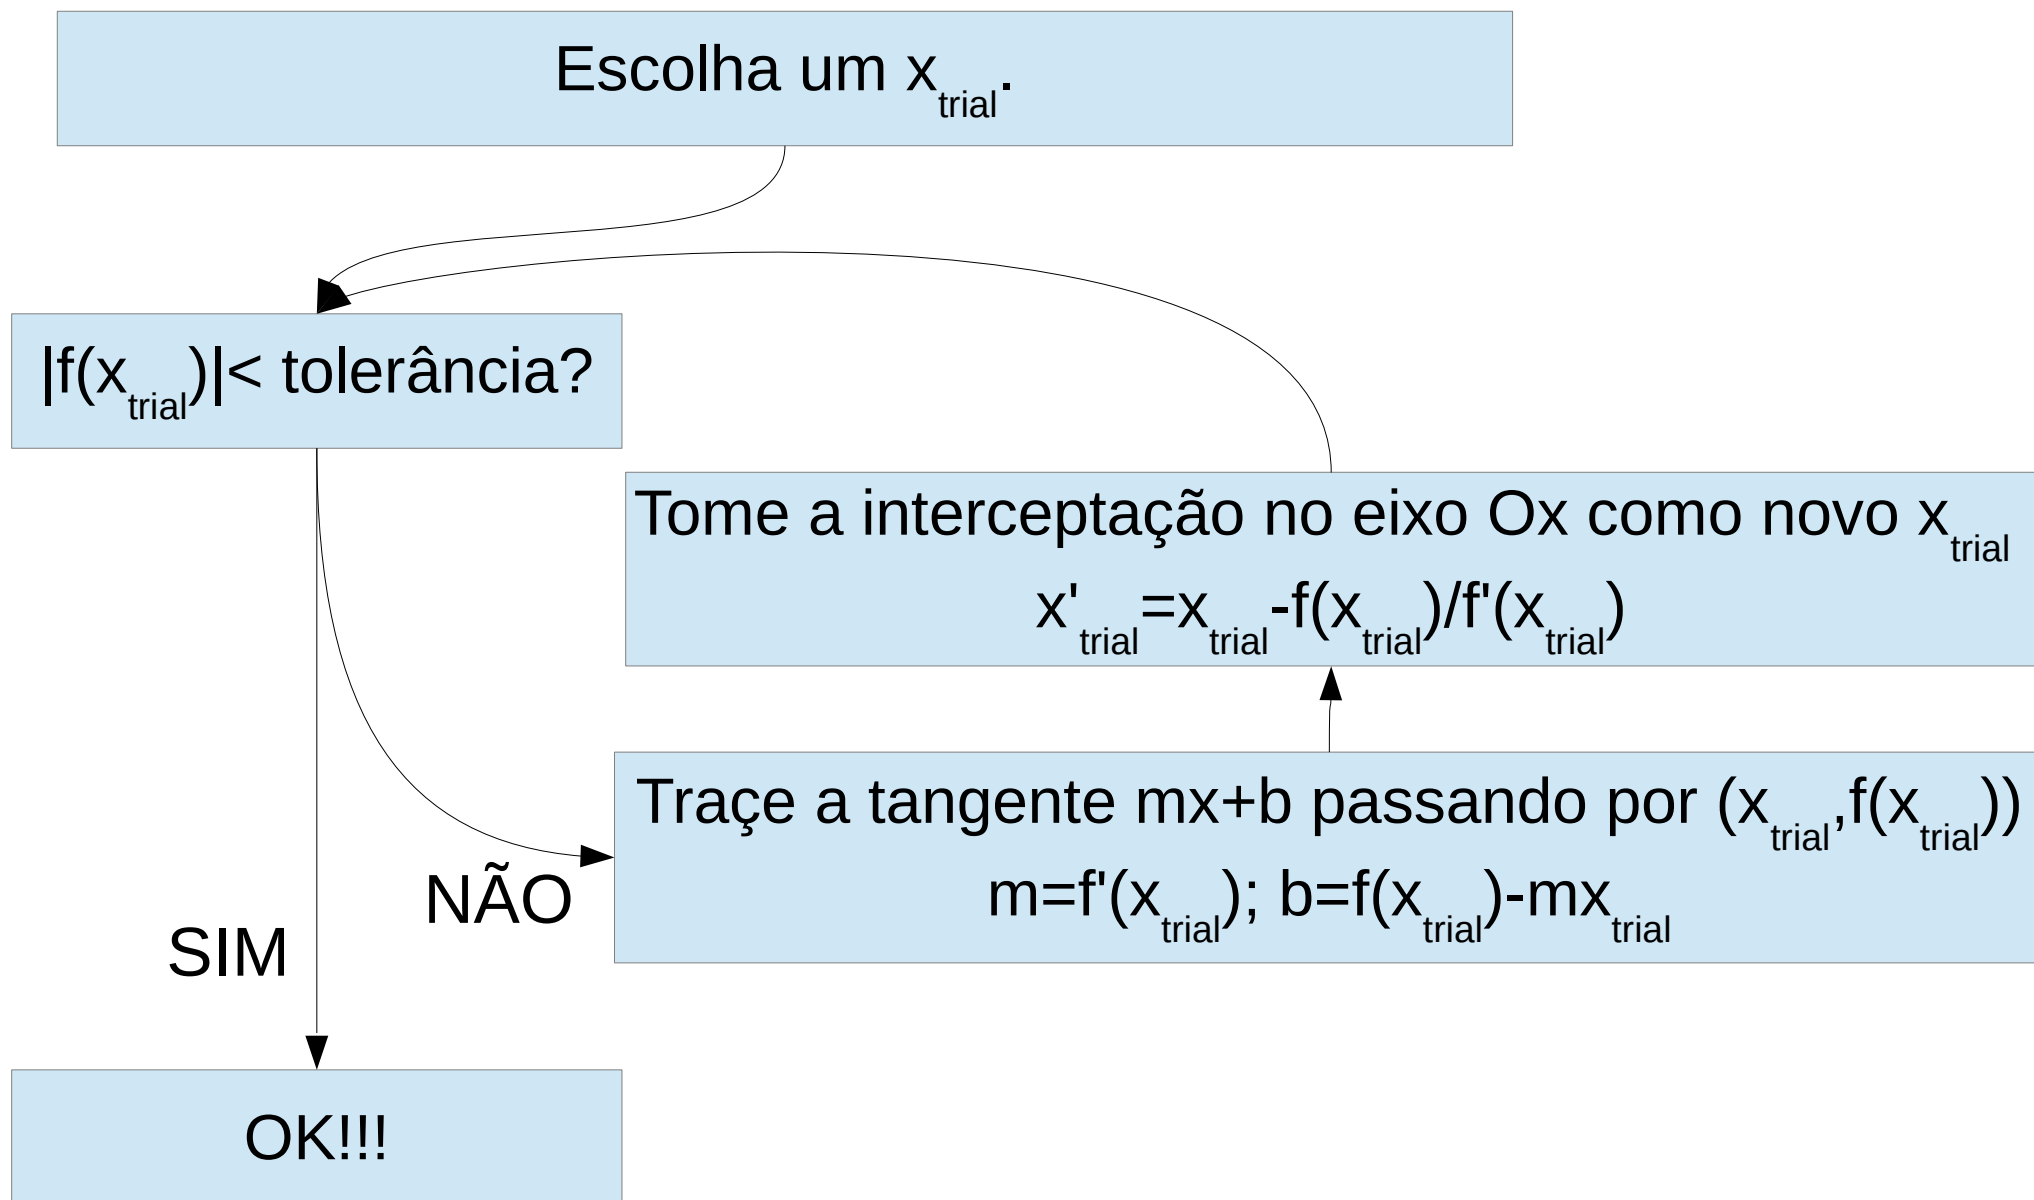 Escolha um x_trial.
|f(x_trial)|< tolerância?
Tome a interceptação no eixo Ox como novo x_trial
x'_trial=x_trial-f(x_trial)/f'(x_trial)
Traçe a tangente mx+b passando por (x_trial,f(x_trial))
m=f'(x_trial); b=f(x_trial)-mx_trial
NÃO
SIM
OK!!!